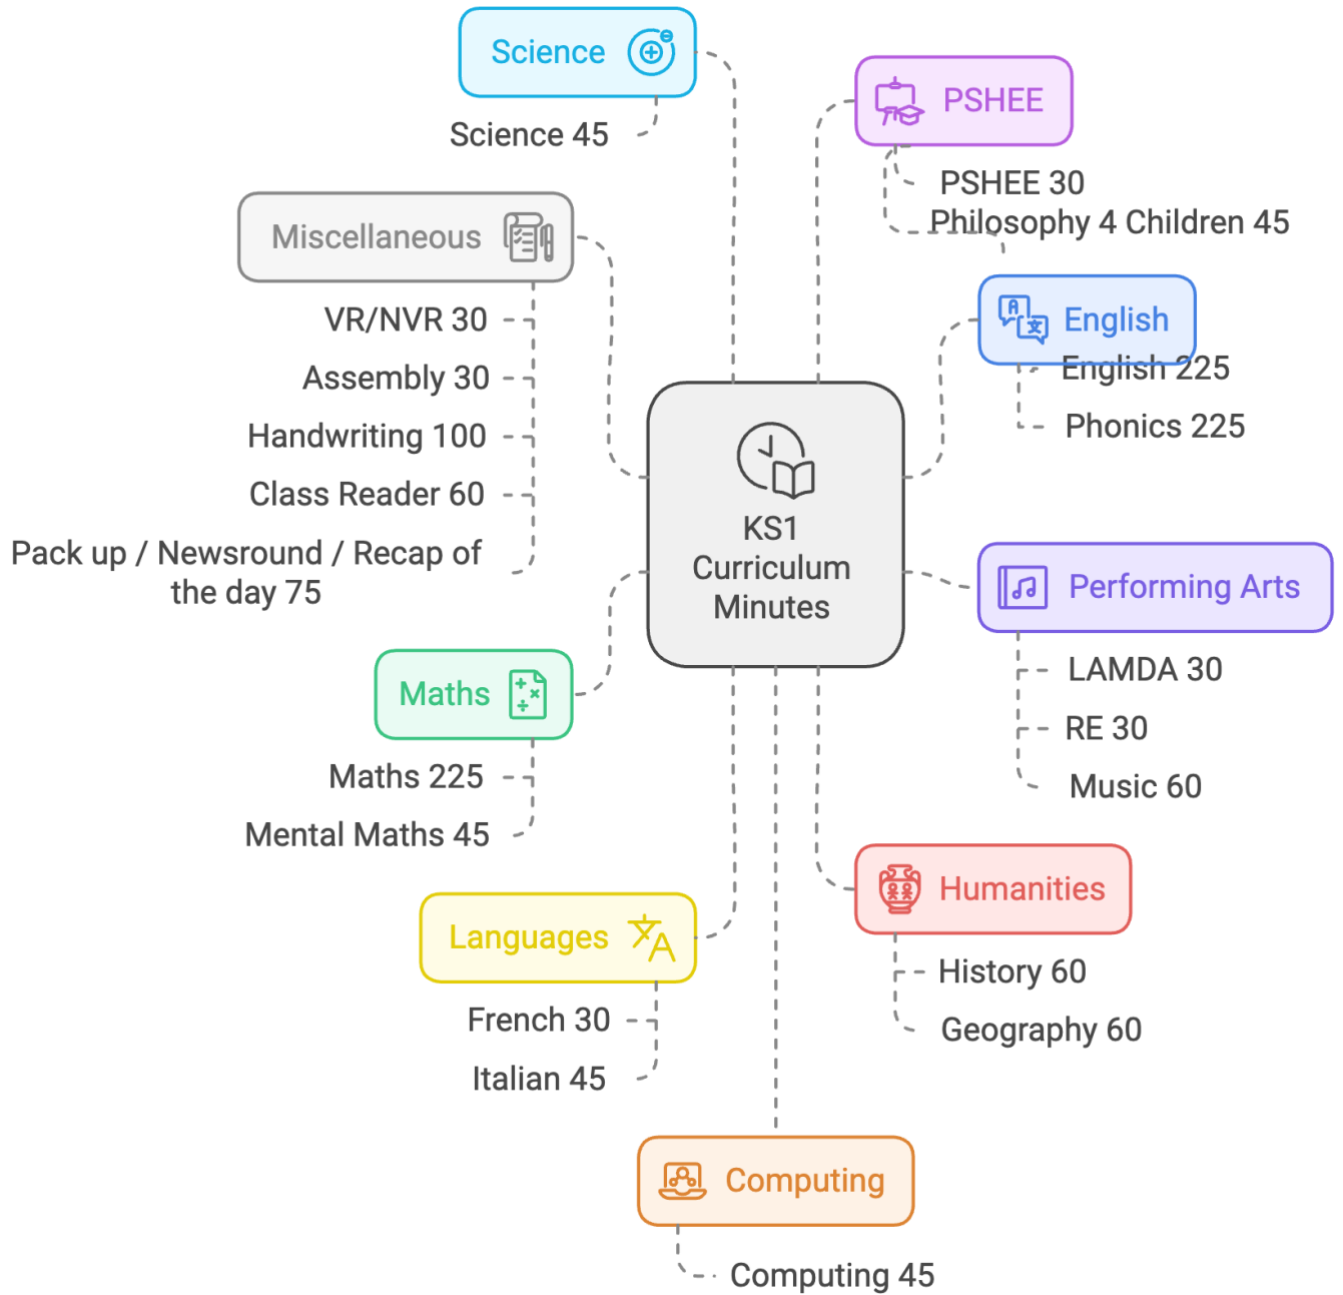 Science
Science 45
PSHEE
PSHEE 30
Philosophy 4 Children 45
Miscellaneous
VR/NVR 30
Assembly 30
Handwriting 100
Class Reader 60
Pack up / Newsround / Recap of
the day 75
English
English 225
Phonics 225
KS1
Curriculum
Minutes
Performing Arts
LAMDA 30
RE 30
Music 60
Maths
Maths 225
Mental Maths 45
Humanities
History 60
Geography 60
Languages
French 30
Italian 45
Computing
Computing 45